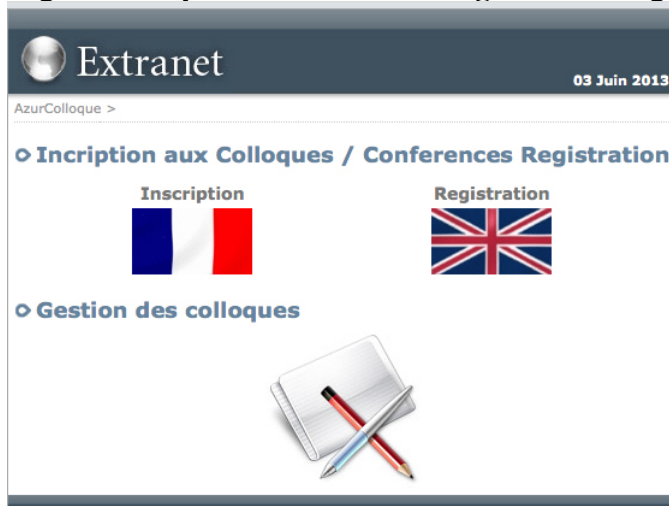 Extranet
03 Juin 2013
AzurColloque >
Incription aux Colloques / Conferences Registration
Inscription Registration
Gestion des colloques